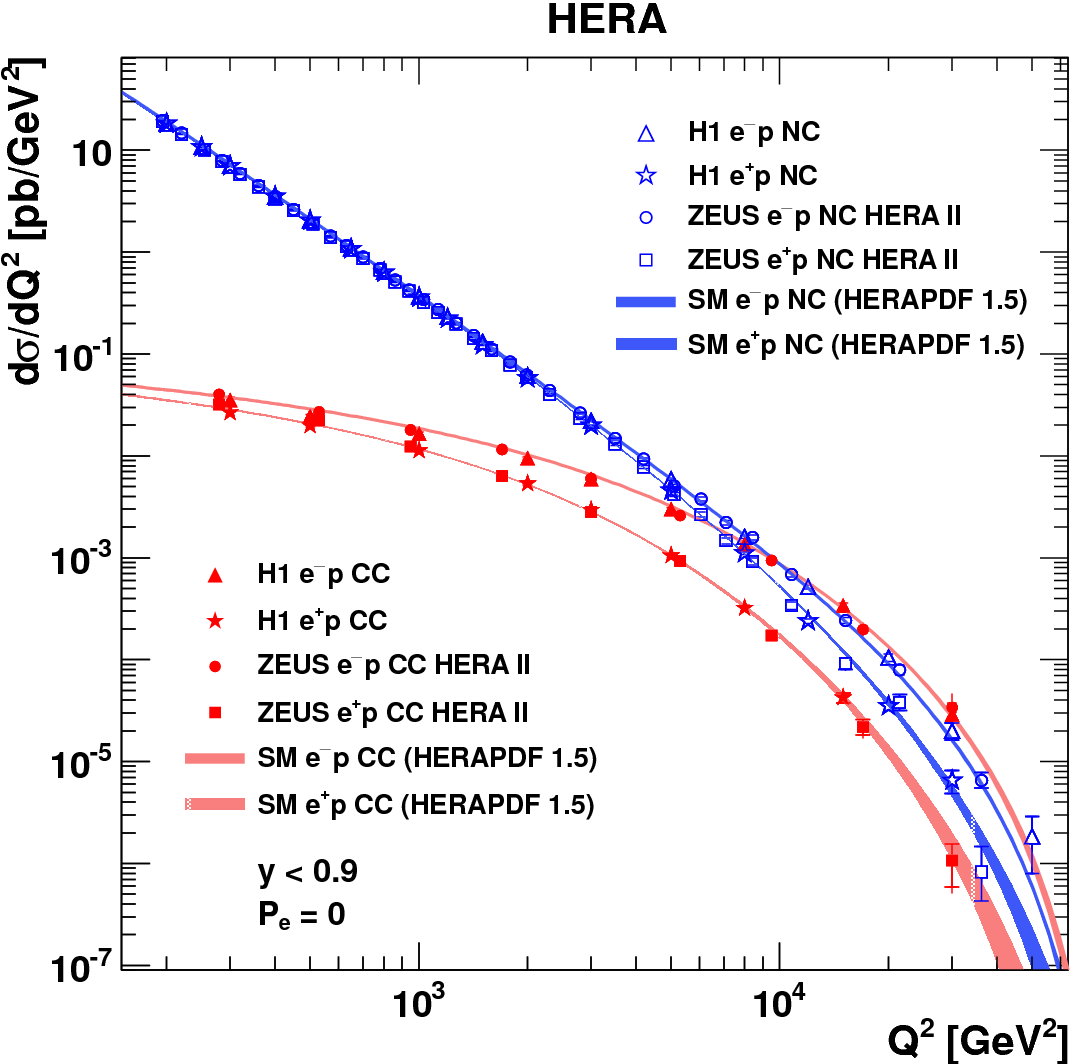 HERA
dσ/dQ² [pb/GeV²]
10
10⁻¹
10⁻³
10⁻⁵
10⁻⁷
H1 e⁻p NC
H1 e⁺p NC
ZEUS e⁻p NC HERA II
ZEUS e⁺p NC HERA II
SM e⁻p NC (HERAPDF 1.5)
SM e⁺p NC (HERAPDF 1.5)
H1 e⁻p CC
H1 e⁺p CC
ZEUS e⁻p CC HERA II
ZEUS e⁺p CC HERA II
SM e⁻p CC (HERAPDF 1.5)
SM e⁺p CC (HERAPDF 1.5)
y < 0.9
Pₑ = 0
10³ 10⁴
Q² [GeV²]